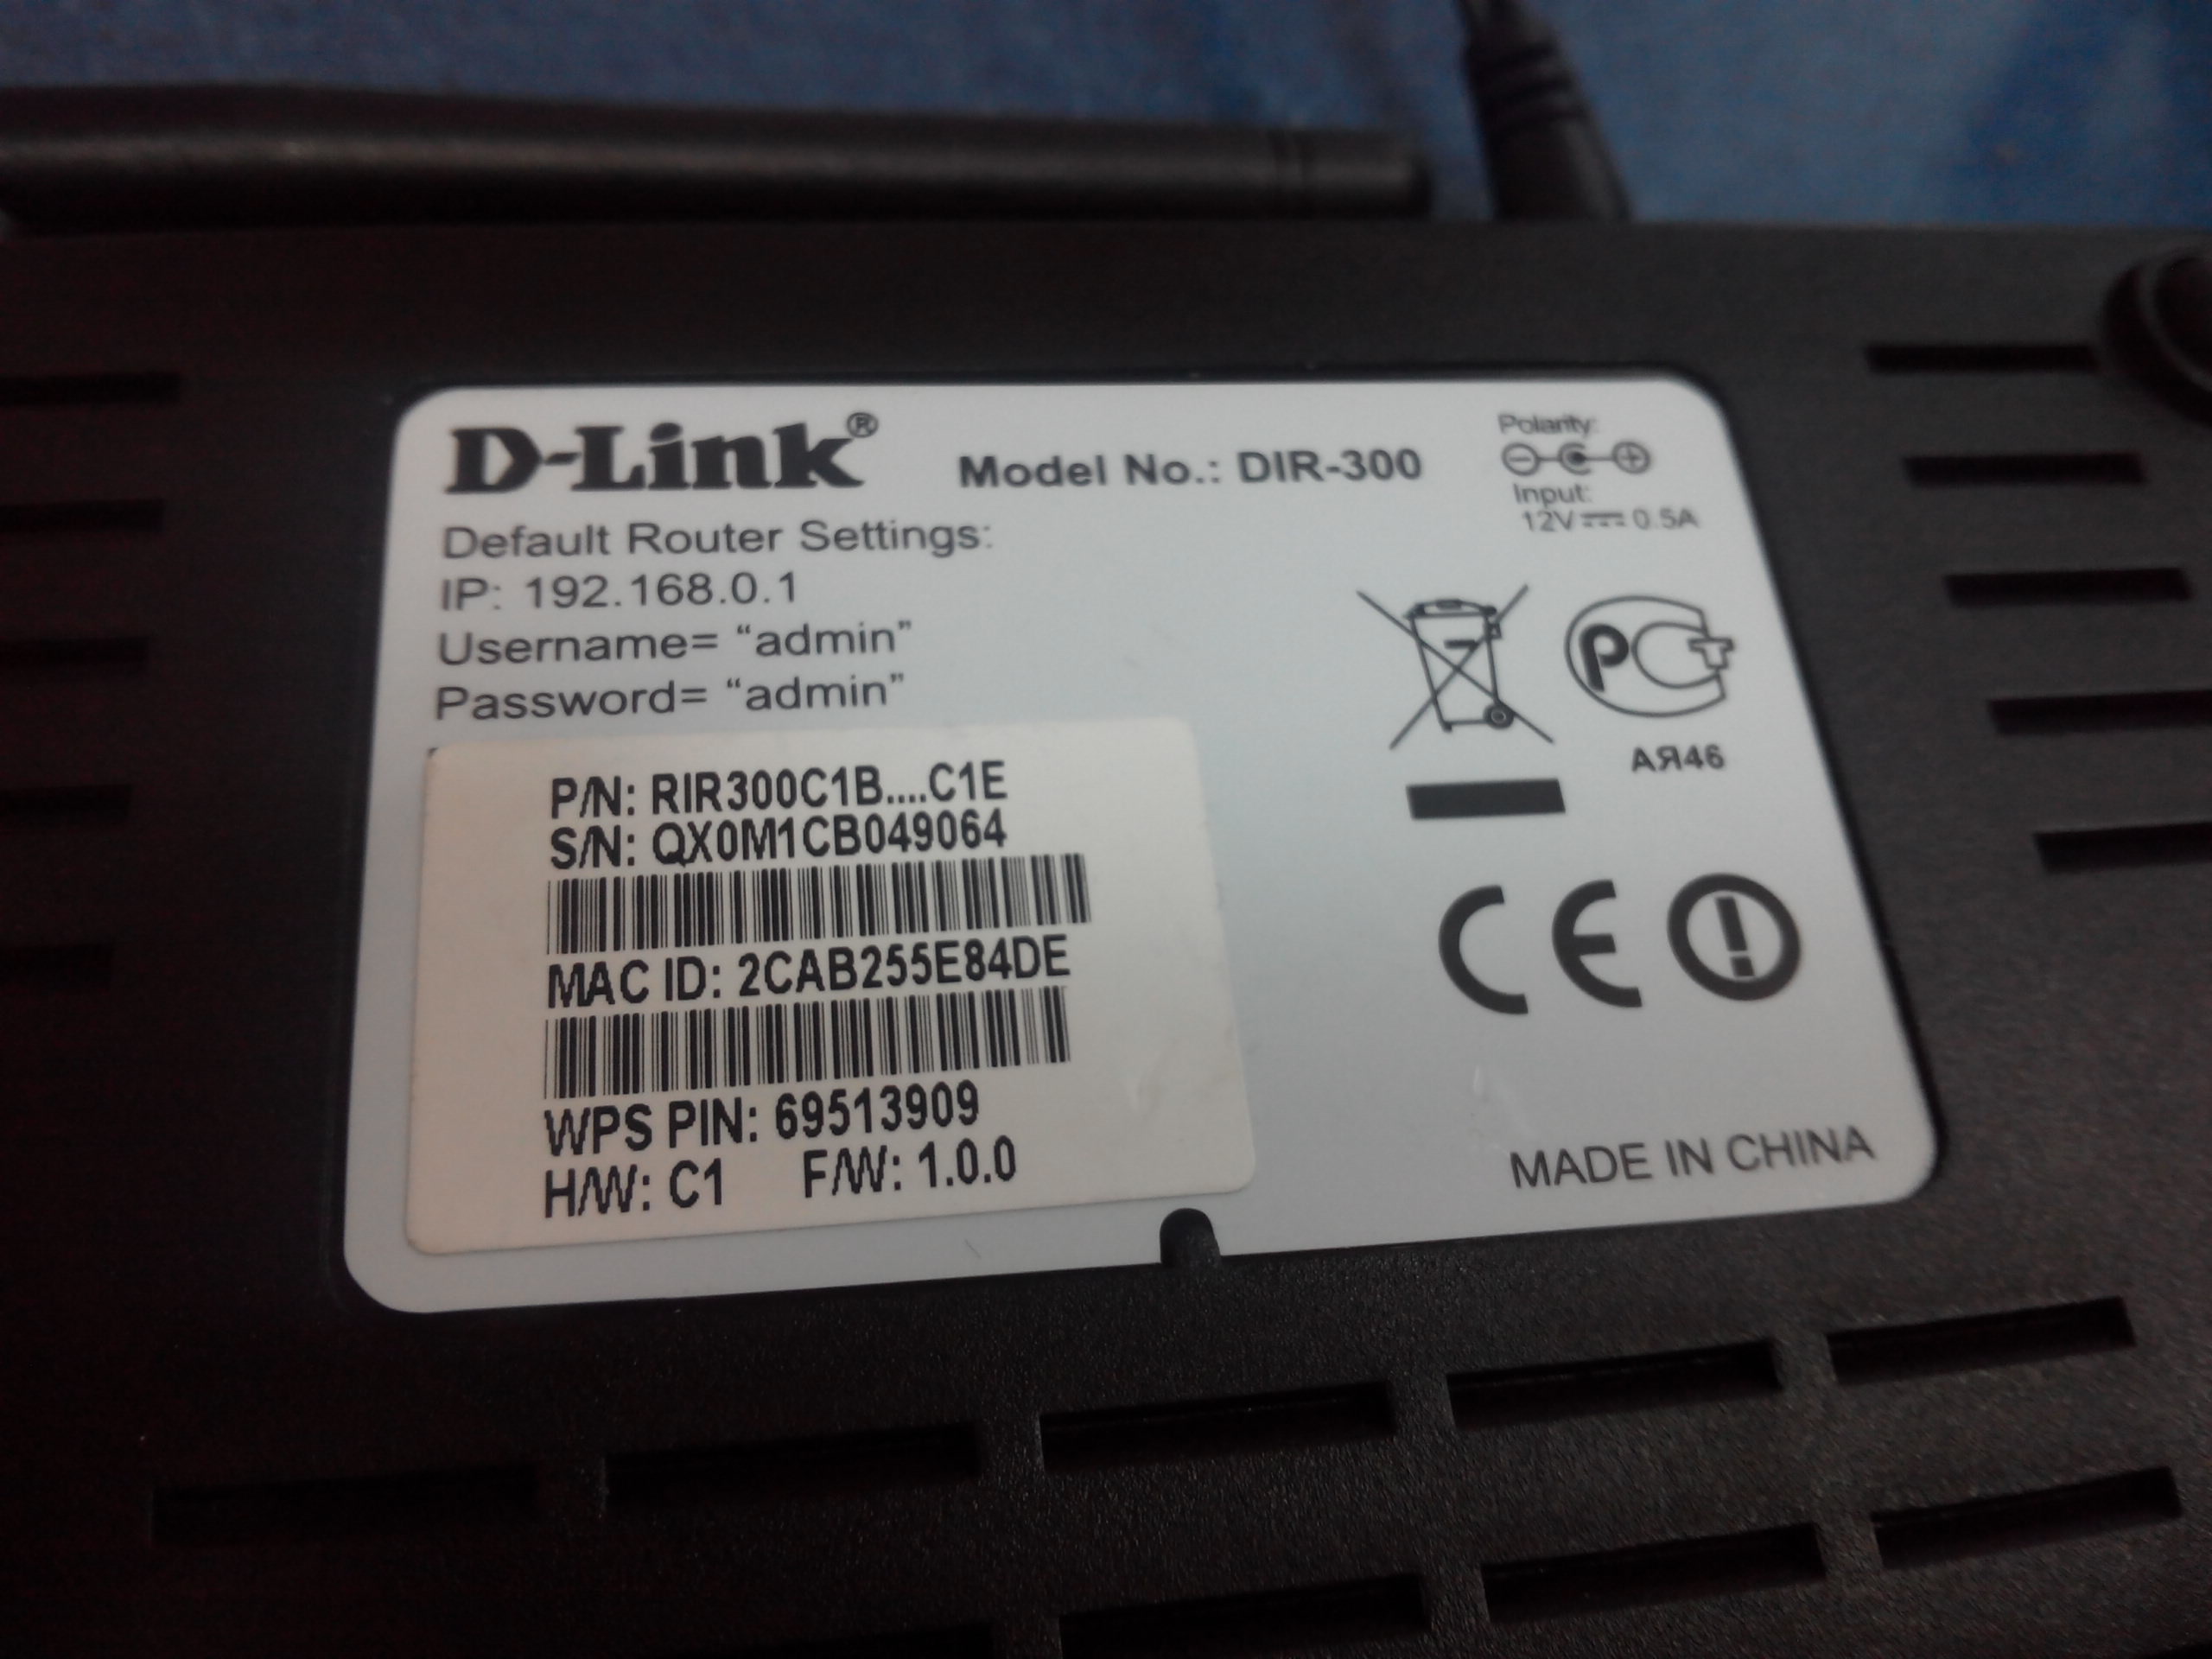 D-Link®
Model No.: DIR-300
Polarity:
Input:
12V 0.5A
Default Router Settings:
IP: 192.168.0.1
Username= “admin”
Password= “admin”
P/N: RIR300C1B....C1E
S/N: QX0M1CB049064
MAC ID: 2CAB255E84DE
WPS PIN: 69513909
H/W: C1 F/W: 1.0.0
РСТ
АЯ46
CE
MADE IN CHINA